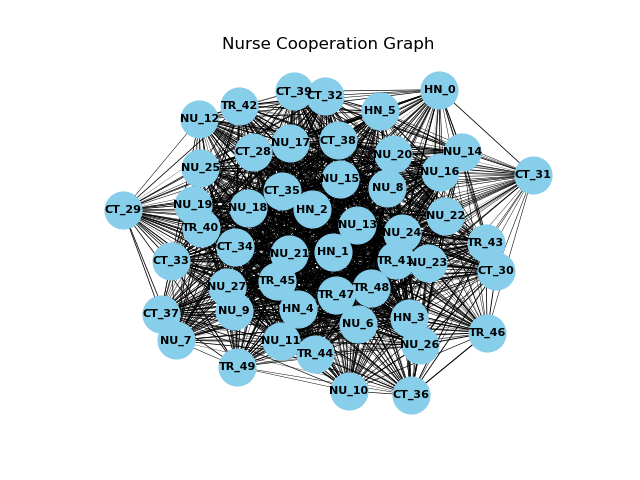 Nurse Cooperation Graph
HN_0
CT_39
CT_32
TR_42
HN_5
NU_12
CT_38
NU_17
CT_28
NU_14
NU_20
NU_25
NU_16
CT_31
NU_15
NU_8
CT_35
NU_19
NU_18
HN_2
CT_29
NU_22
NU_13
TR_40
NU_24
TR_43
CT_34
HN_1
NU_21
CT_33
TR_41
NU_23
CT_30
TR_45
NU_27
TR_48
TR_47
NU_9
HN_4
CT_37
HN_3
NU_6
TR_46
NU_7
NU_11
NU_26
TR_44
TR_49
NU_10
CT_36